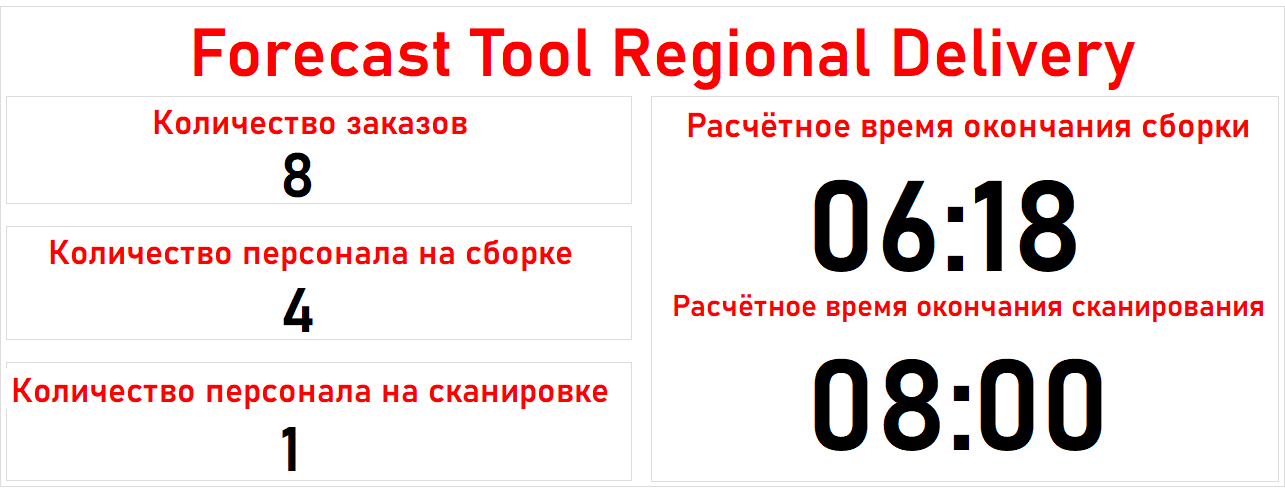 Forecast Tool Regional Delivery
Количество заказов
8
Количество персонала на сборке
4
Количество персонала на сканировке
1
Расчётное время окончания сборки
06:18
Расчётное время окончания сканирования
08:00